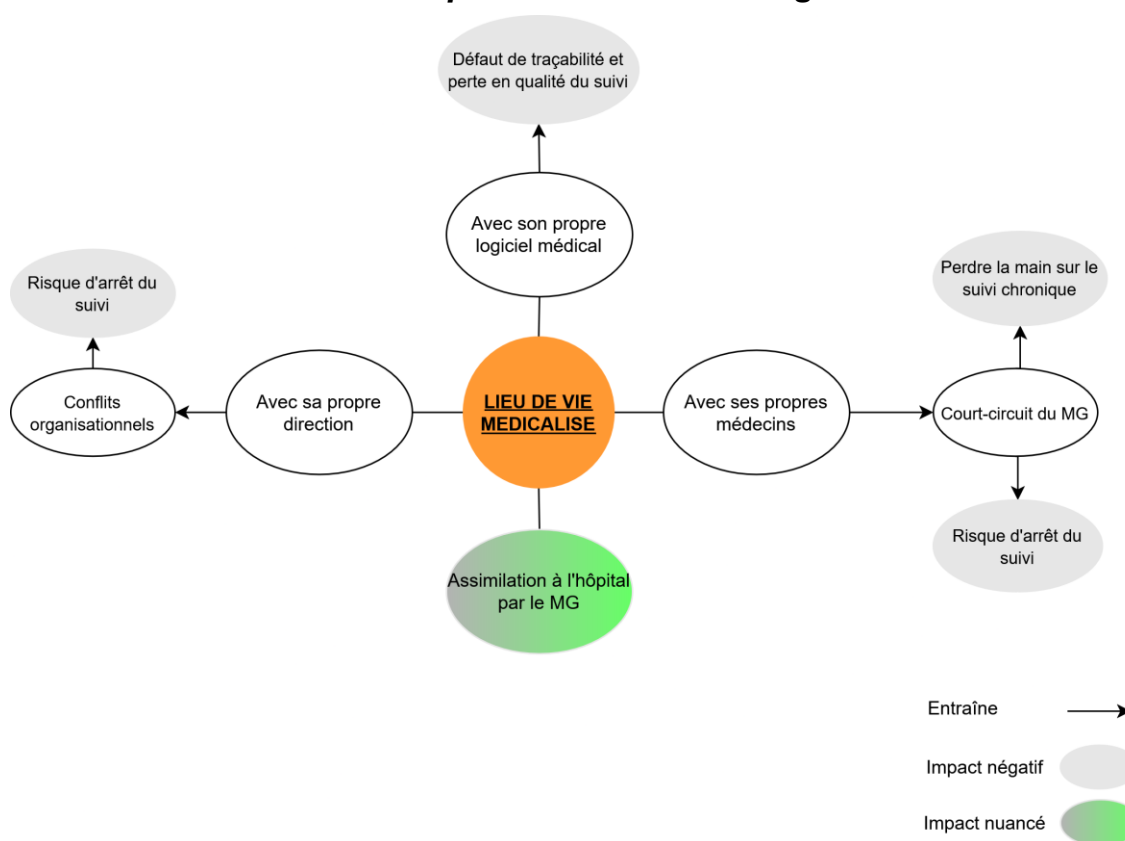 Défaut de traçabilité et
perte en qualité du suivi
Avec son propre
logiciel médical
Risque d'arrêt du
suivi
Perdre la main sur le
suivi chronique
Conflits
organisationnels
Avec sa propre
direction
LIEU DE VIE
MEDICALISE
Avec ses propres
médecins
Court-circuit du MG
Assimilation à l'hôpital
par le MG
Risque d'arrêt du
suivi
Entraîne
Impact négatif
Impact nuancé